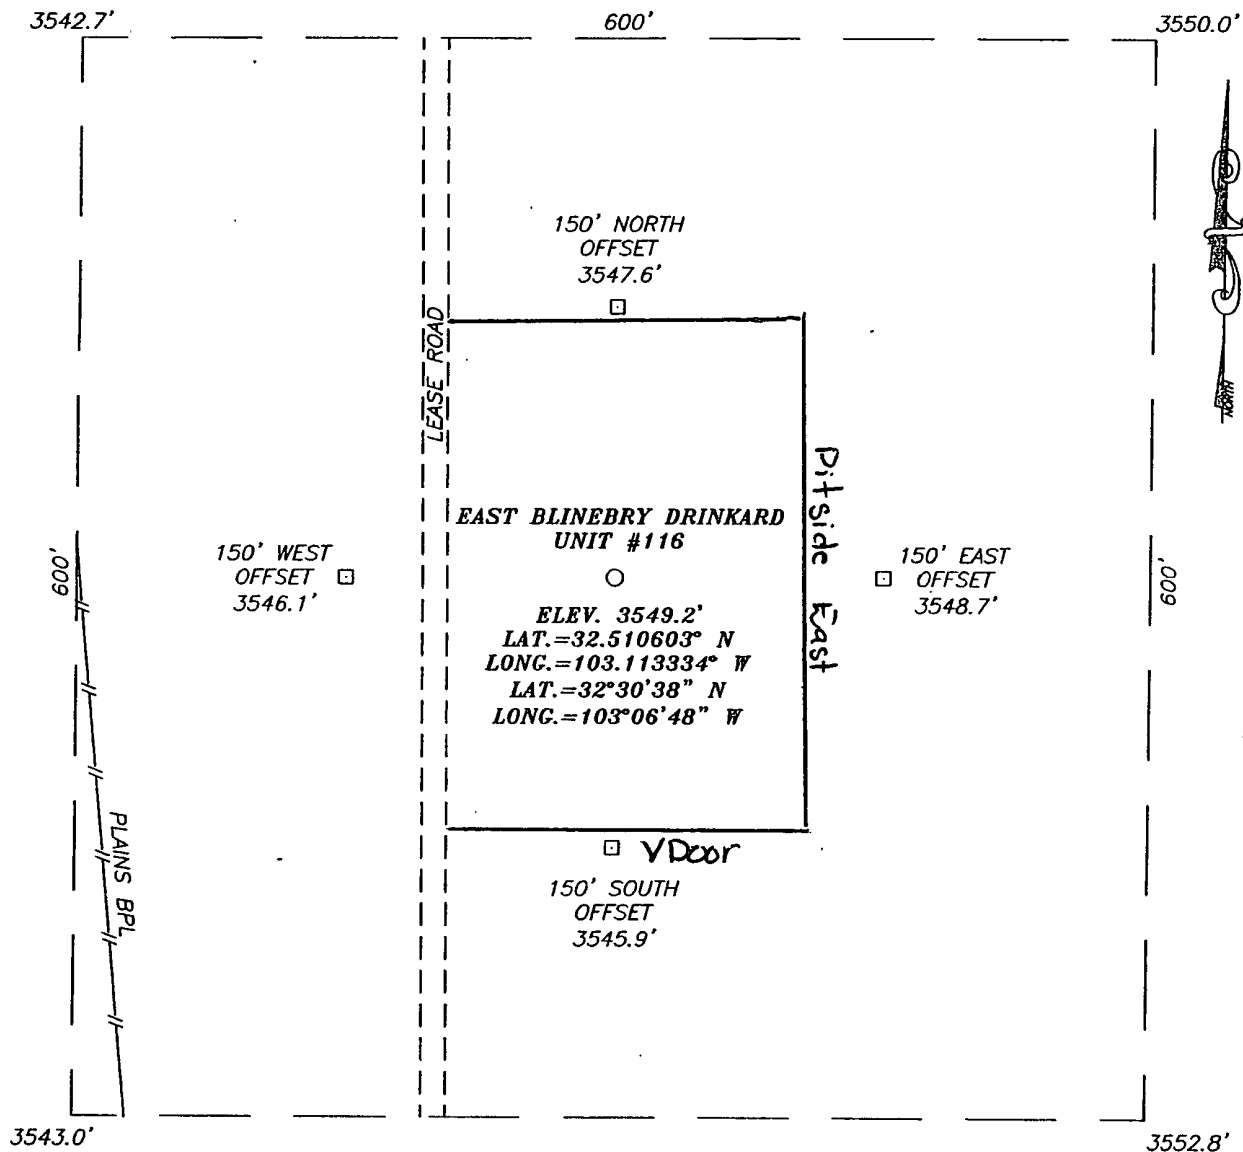 3542.7'
600'
3550.0'
150' NORTH
OFFSET
3547.6'
LEASE ROAD
NORTH
Pitside East
EAST BLINEBRY DRINKARD
UNIT #116
150' WEST
OFFSET
3546.1'
600'
150' EAST
OFFSET
3548.7'
600'
ELEV. 3549.2'
LAT.=32.510603° N
LONG.=103.113334° W
LAT.=32°30'38" N
LONG.=103°06'48" W
PLAINS BPL
VDoor
150' SOUTH
OFFSET
3545.9'
3543.0'
3552.8'